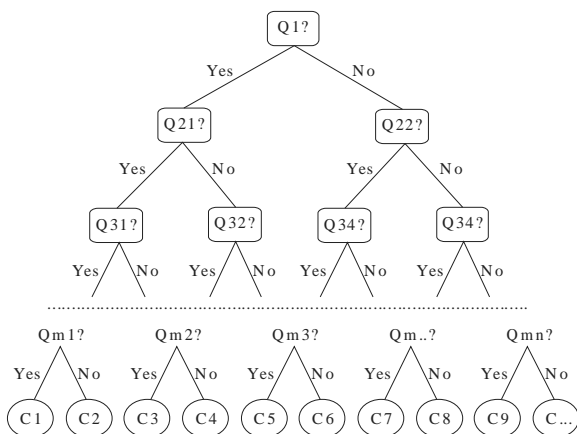 Q1?
Yes No
Q21? Q22?
Yes No Yes No
Q31? Q32? Q34? Q34?
Yes No Yes No Yes No Yes No
Qm1? Qm2? Qm3? Qm..? Qmn?
Yes No Yes No Yes No Yes No Yes No
C1 C2 C3 C4 C5 C6 C7 C8 C9 C...